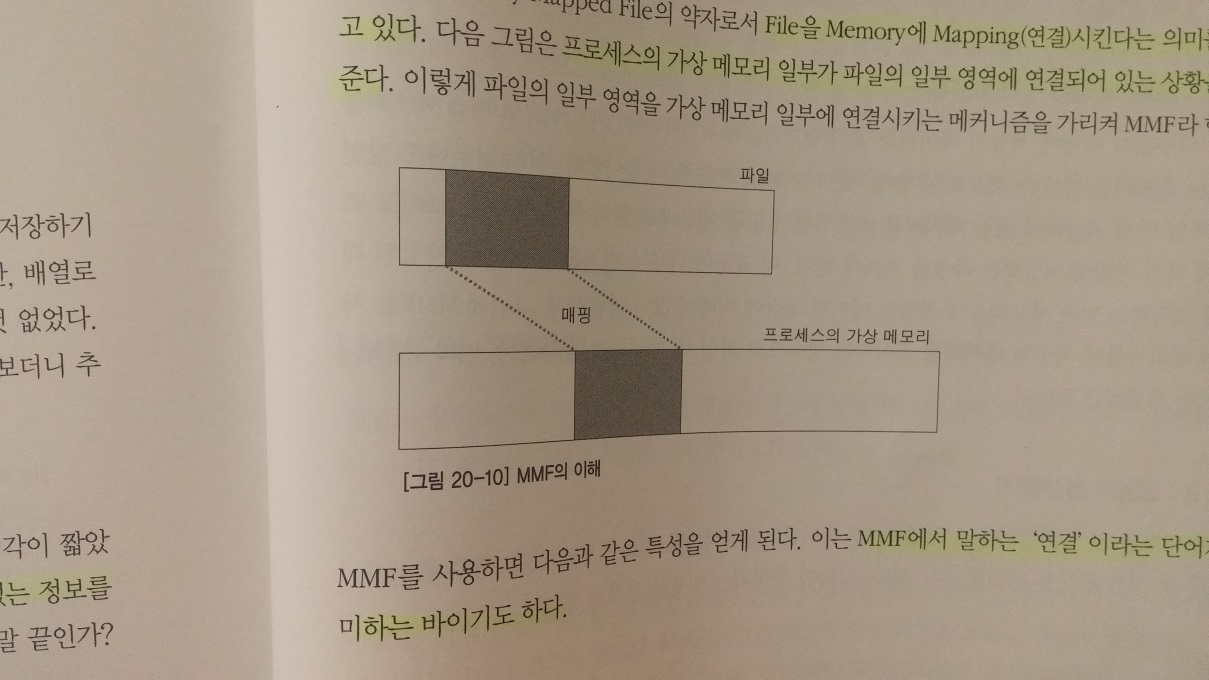 저장하기
배열로
없었다.
보더니 추
각이 짧았
는 정보를
말 끝인가?
Mapped File의 약자로서 File을 Memory에 Mapping(연결)시킨다는 의미
고 있다. 다음 그림은 프로세스의 가상 메모리 일부가 파일의 일부 영역에 연결되어 있는 상황
준다. 이렇게 파일의 일부 영역을 가상 메모리 일부에 연결시키는 메커니즘을 가리켜 MMF라
파일
매핑
프로세스의 가상 메모리
[그림 20-10] MMF의 이해
MMF를 사용하면 다음과 같은 특성을 얻게 된다. 이는 MMF에서 말하는 ‘연결’이라는 단어
미하는 바이기도 하다.